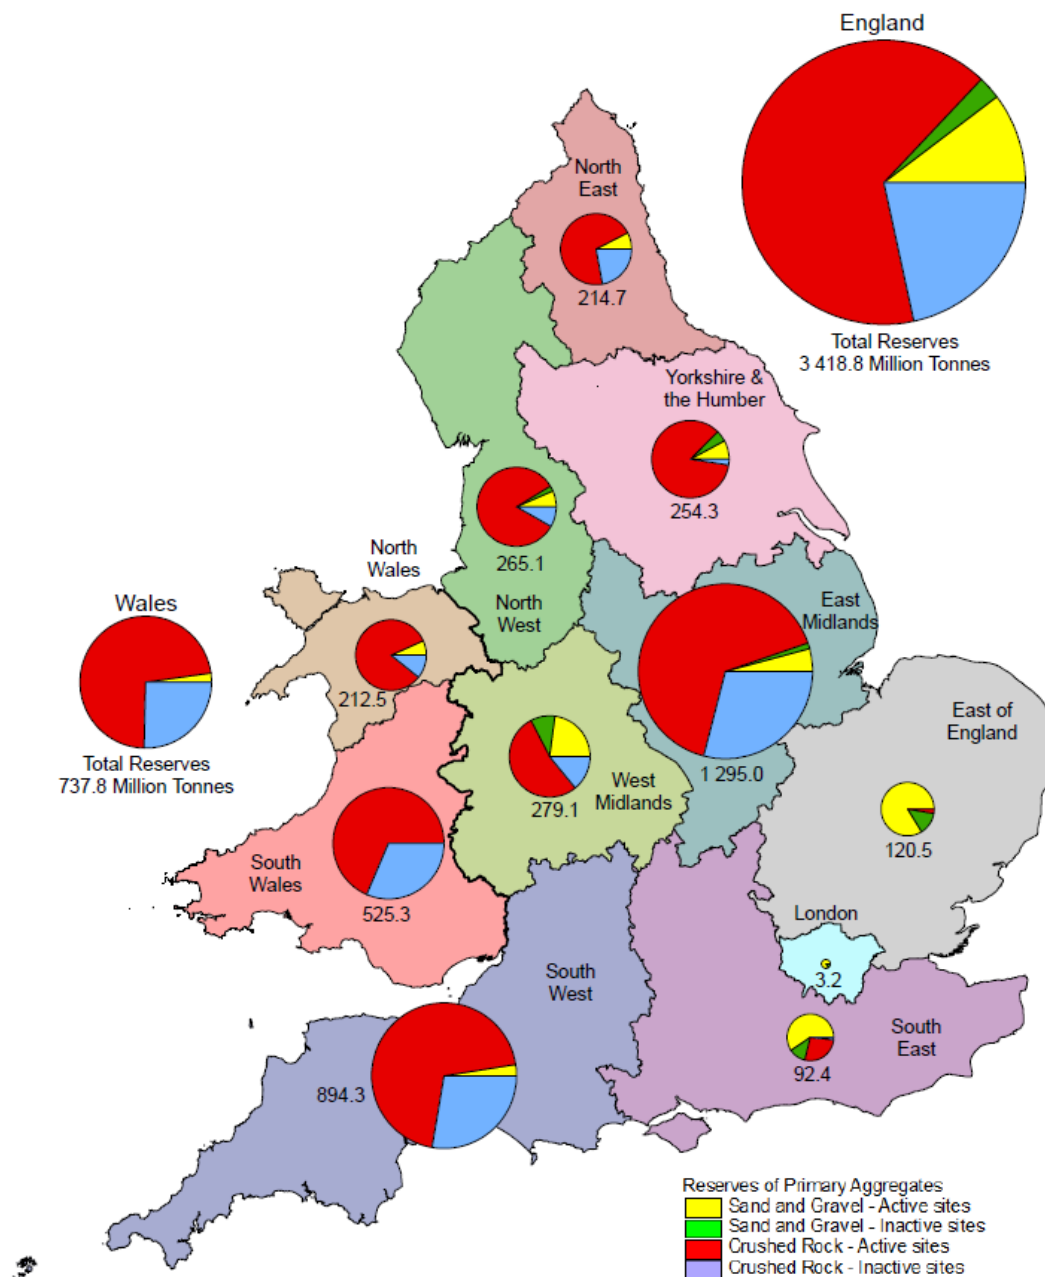 England
Total Reserves
3 418.8 Million Tonnes
North
East
214.7
Yorkshire &
the Humber
254.3
265.1
North
West
North
Wales
212.5
Wales
Total Reserves
737.8 Million Tonnes
East
Midlands
1 295.0
West
Midlands
279.1
East of
England
120.5
South
Wales
525.3
London
3.2
South
West
894.3
South
East
92.4
Reserves of Primary Aggregates
Sand and Gravel - Active sites
Sand and Gravel - Inactive sites
Crushed Rock - Active sites
Crushed Rock - Inactive sites